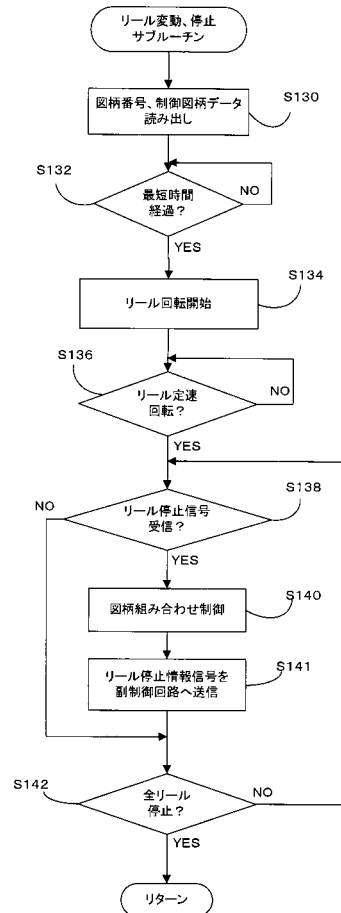 リール変動、停止
サブルーチン
図柄番号、制御図柄データ
読み出し
S130
S132
最短時間
経過？
NO
YES
リール回転開始
S134
S136
リール定速
回転？
NO
YES
NO
リール停止信号
受信？
S138
YES
図柄組み合わせ制御
S140
リール停止情報信号を
副制御回路へ送信
S141
S142
全リール
停止？
NO
YES
リターン